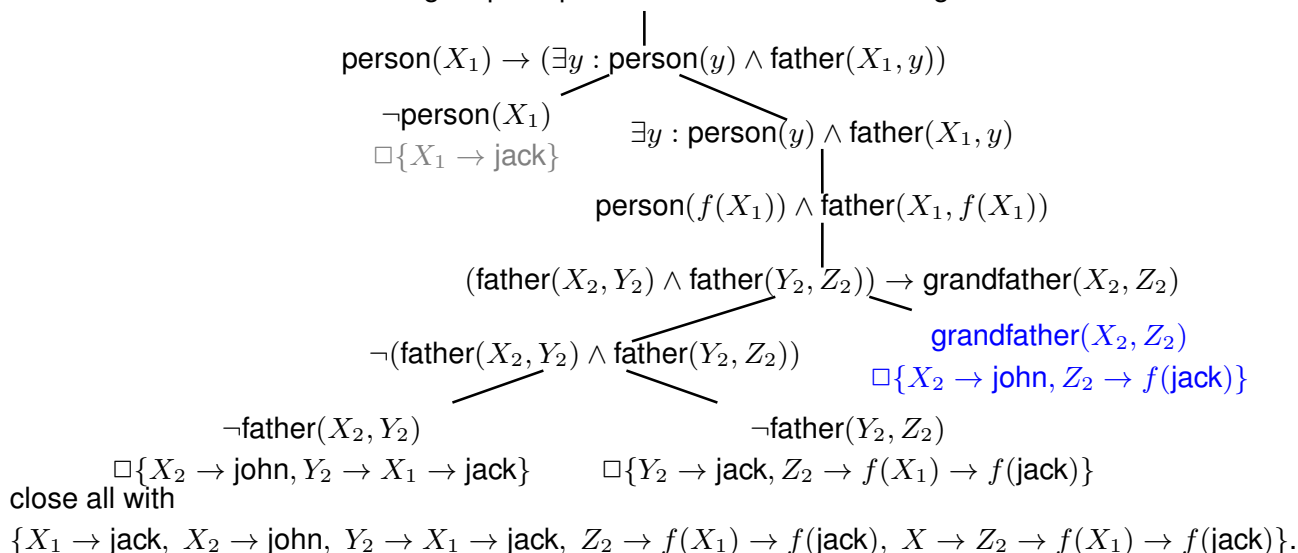 person(X₁) → (∃y : person(y) ∧ father(X₁, y))
¬person(X₁)
□{X₁ → jack}
∃y : person(y) ∧ father(X₁, y)
person(f(X₁)) ∧ father(X₁, f(X₁))
(father(X₂, Y₂) ∧ father(Y₂, Z₂)) → grandfather(X₂, Z₂)
¬(father(X₂, Y₂) ∧ father(Y₂, Z₂))
grandfather(X₂, Z₂)
□{X₂ → john, Z₂ → f(jack)}
¬father(X₂, Y₂)
□{X₂ → john, Y₂ → X₁ → jack}
¬father(Y₂, Z₂)
□{Y₂ → jack, Z₂ → f(X₁) → f(jack)}
close all with
{X₁ → jack, X₂ → john, Y₂ → X₁ → jack, Z₂ → f(X₁) → f(jack), X → Z₂ → f(X₁) → f(jack)}.